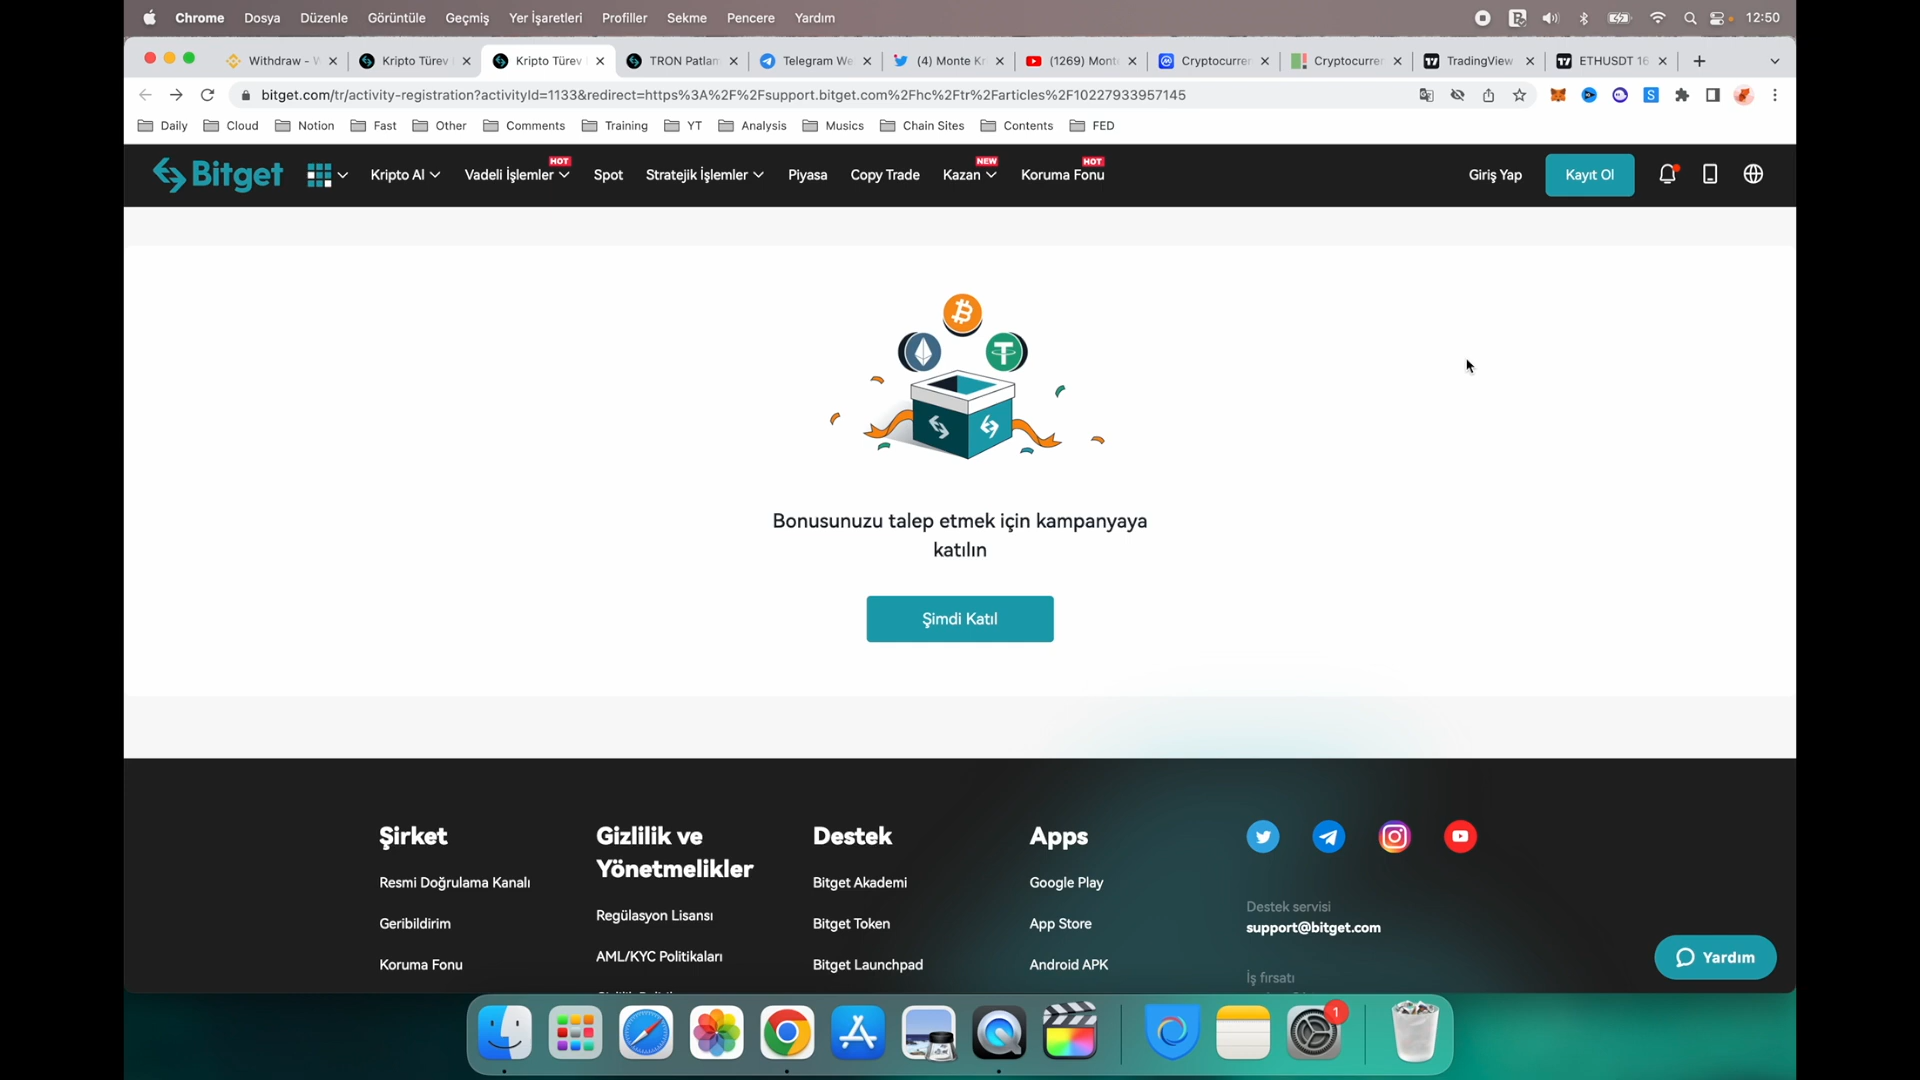 Chrome Dosya Düzenle Görüntüle Geçmiş Yer İşaretleri Profiller Sekme Pencere Yardım 12:50
Withdraw - Kripto Türev Kripto Türev TRON Patlam Telegram We (4) Monte Kr (1269) Mont Cryptocurrer Cryptocurrer TradingView ETHUSDT 16
bitget.com/tr/activity-registration?activityId=1133&redirect=https%3A%2F%2Fsupport.bitget.com%2Fhc%2Ftr%2Farticles%2F10227933957145
Daily Cloud Notion Fast Other Comments Training YT Analysis Musics Chain Sites Contents FED
HOT NEW HOT
Bitget Kripto Al Vadeli İşlemler Spot Stratejik İşlemler Piyasa Copy Trade Kazan Koruma Fonu Giriş Yap Kayıt Ol
Bonusunuzu talep etmek için kampanyaya
katılın
Şimdi Katıl
Şirket
Resmi Doğrulama Kanalı
Geribildirim
Koruma Fonu
Gizlilik ve
Yönetmelikler
Regülasyon Lisansı
AML/KYC Politikaları
Destek
Bitget Akademi
Bitget Token
Bitget Launchpad
Apps
Google Play
App Store
Android APK
Destek servisi
support@bitget.com
İş fırsatı
Yardım
1